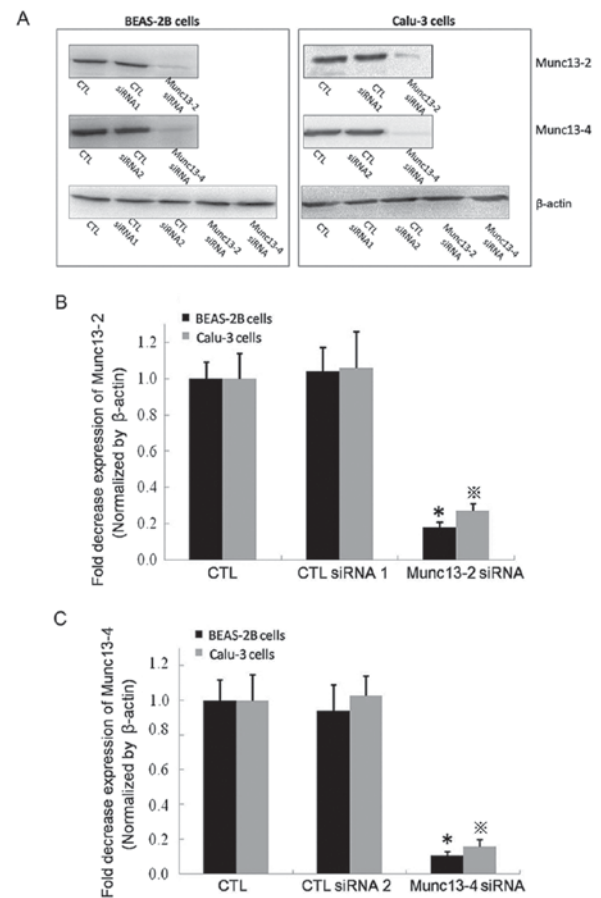 A
BEAS-2B cells
Calu-3 cells
Munc13-2
CTL
CTL siRNA1
Munc13-2 siRNA
CTL
CTL siRNA1
Munc13-2 siRNA
Munc13-4
CTL
CTL siRNA2
Munc13-4 siRNA
CTL
CTL siRNA2
Munc13-4 siRNA
β-actin
CTL
CTL siRNA1
CTL siRNA2
Munc13-2 siRNA
Munc13-4 siRNA
CTL
CTL siRNA1
CTL siRNA2
Munc13-2 siRNA
Munc13-4 siRNA
B
Fold decrease expression of Munc13-2
(Normalized by β-actin)
BEAS-2B cells
Calu-3 cells
1.2
1.0
0.8
0.6
0.4
0.2
0.0
* ※
CTL
CTL siRNA 1
Munc13-2 siRNA
C
Fold decrease expression of Munc13-4
(Normalized by β-actin)
BEAS-2B cells
Calu-3 cells
1.2
1.0
0.8
0.6
0.4
0.2
0.0
* ※
CTL
CTL siRNA 2
Munc13-4 siRNA